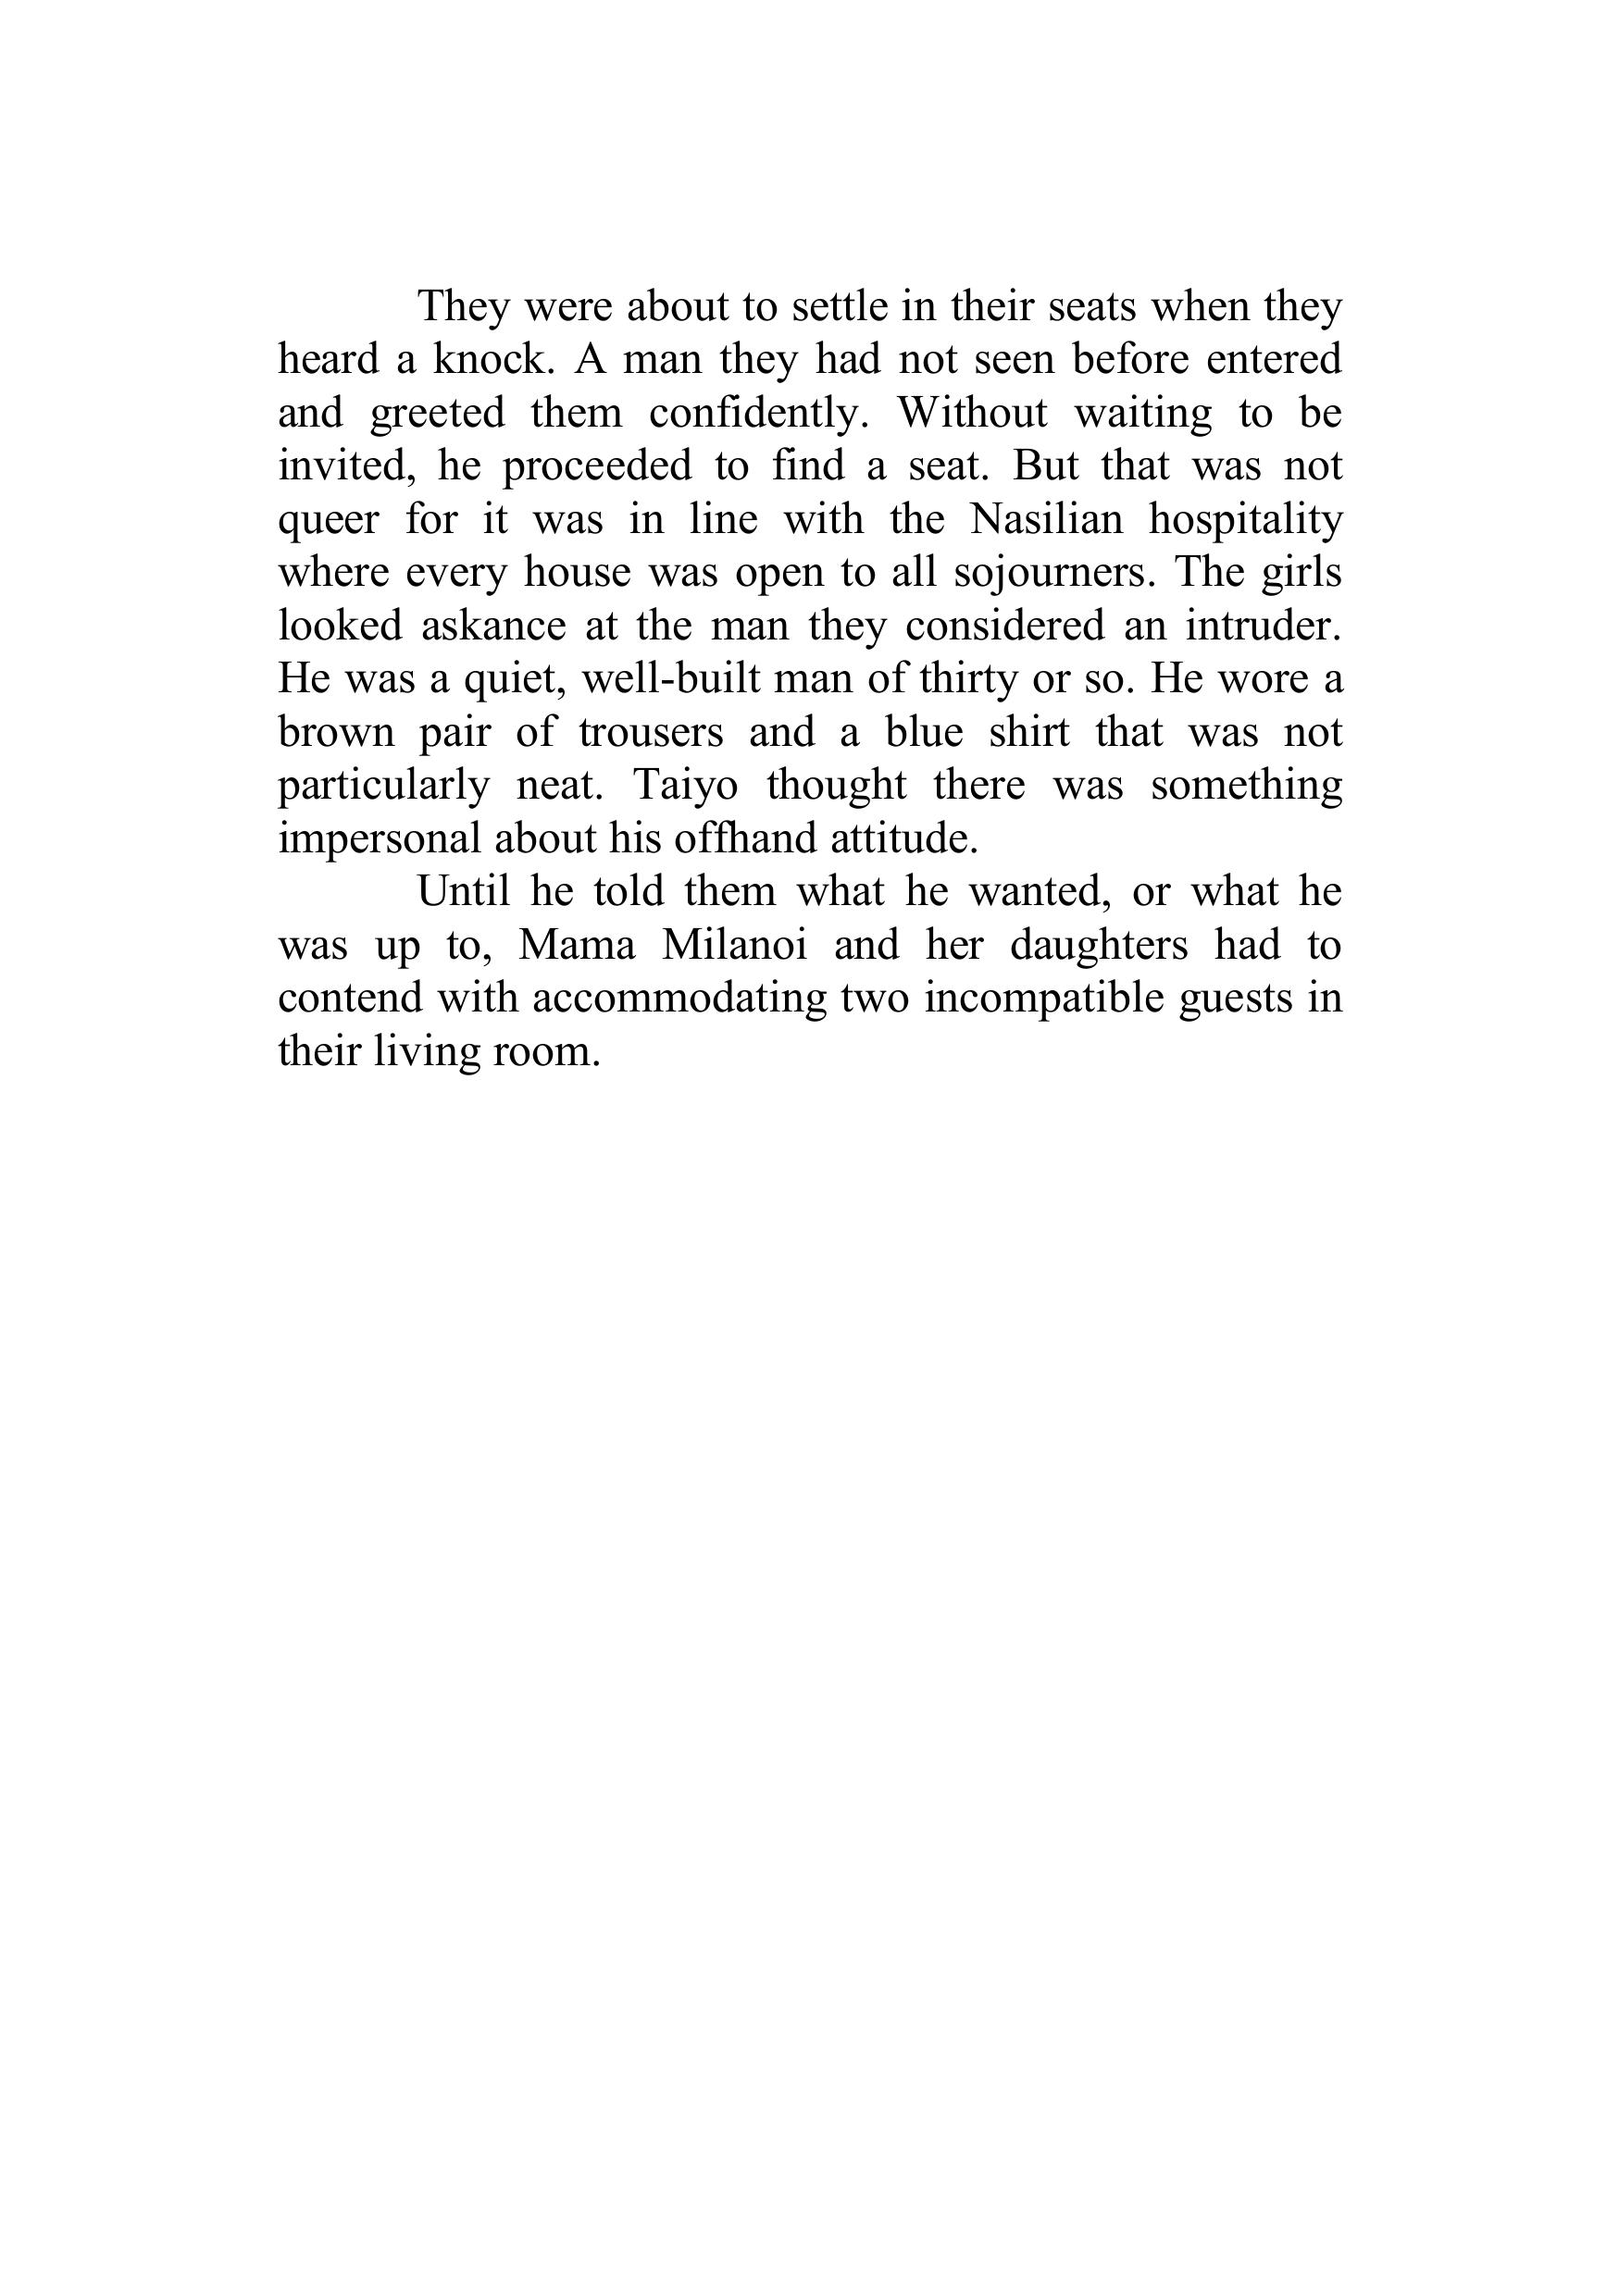 They were about to settle in their seats when they
heard a knock. A man they had not seen before entered
and greeted them confidently. Without waiting to be
invited, he proceeded to find a seat. But that was not
queer for it was in line with the Nasilian hospitality
where every house was open to all sojourners. The girls
looked askance at the man they considered an intruder.
He was a quiet, well-built man of thirty or so. He wore a
brown pair of trousers and a blue shirt that was not
particularly neat. Taiyo thought there was something
impersonal about his offhand attitude.
Until he told them what he wanted, or what he
was up to, Mama Milanoi and her daughters had to
contend with accommodating two incompatible guests in
their living room.